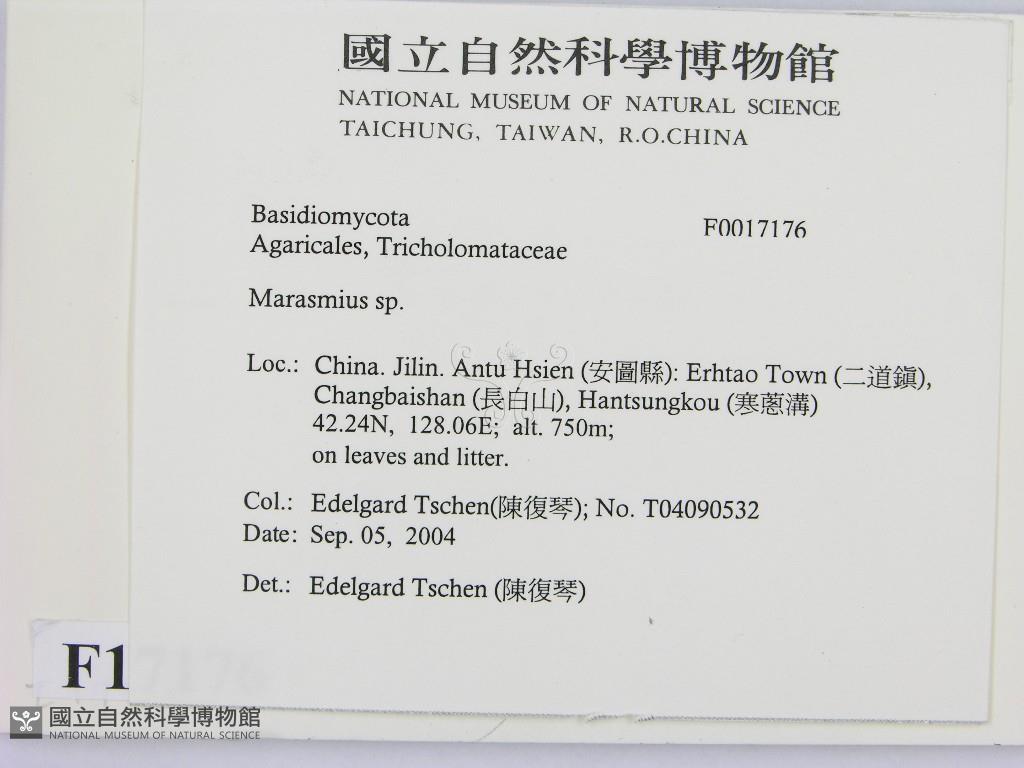 國立自然科學博物館
NATIONAL MUSEUM OF NATURAL SCIENCE
TAICHUNG, TAIWAN, R.O.CHINA
Basidiomycota F0017176
Agaricales, Tricholomataceae
Marasmius sp.
Loc.: China. Jilin. Antu Hsien (安圖縣): Erhtao Town (二道鎮),
Changbaishan (長白山), Hantsungkou (寒蔥溝)
42.24N, 128.06E; alt. 750m;
on leaves and litter.
Col.: Edelgard Tschen(陳復琴); No. T04090532
Date: Sep. 05, 2004
Det.: Edelgard Tschen (陳復琴)
F17176
國立自然科學博物館
NATIONAL MUSEUM OF NATURAL SCIENCE